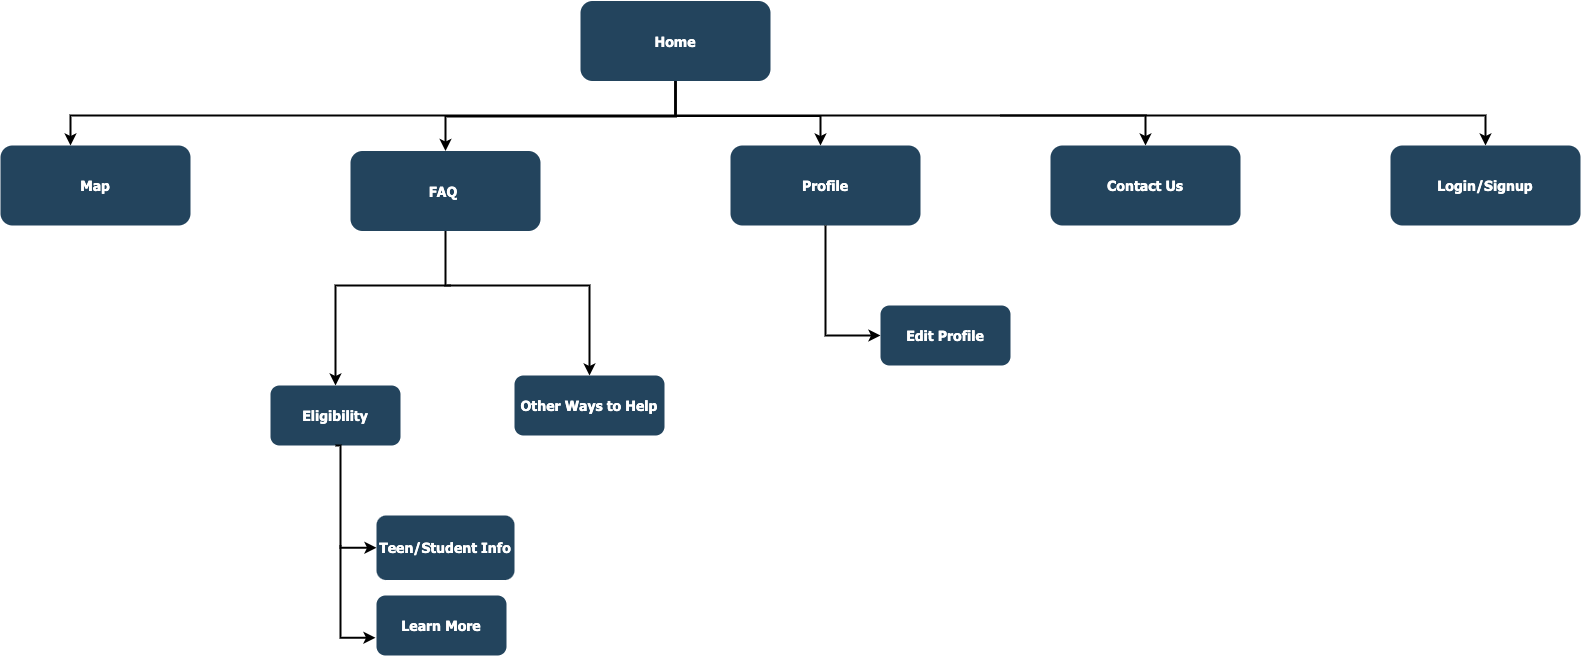 Home
Map
FAQ
Profile
Contact Us
Login/Signup
Edit Profile
Eligibility
Other Ways to Help
Teen/Student Info
Learn More